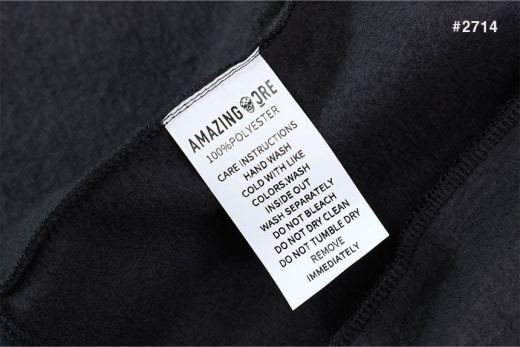 #2714
AMAZING ORE
100%POLYESTER
CARE INSTRUCTIONS
HAND WASH
COLD WITH LIKE
COLORS.WASH
INSIDE OUT
WASH SEPARATELY
DO NOT BLEACH
DO NOT DRY CLEAN
DO NOT TUMBLE DRY
REMOVE
IMMEDIATELY